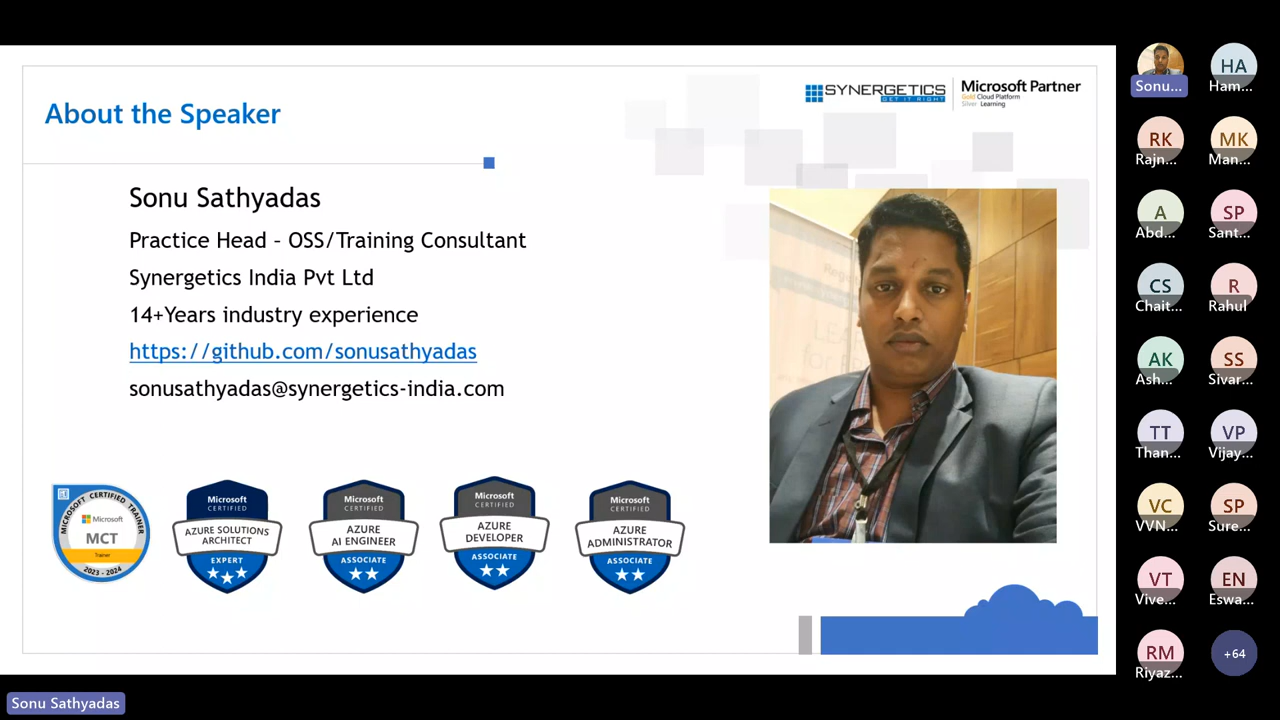 About the Speaker
SYNERGETICS
GET IT RIGHT
Microsoft Partner
Gold Cloud Platform
Silver Learning
Sonu Sathyadas
Practice Head – OSS/Training Consultant
Synergetics India Pvt Ltd
14+Years industry experience
https://github.com/sonusathyadas
sonusathyadas@synergetics-india.com
MICROSOFT CERTIFIED TRAINER
Microsoft
MCT
Trainer
2023 - 2024
Microsoft
CERTIFIED
AZURE SOLUTIONS
ARCHITECT
EXPERT
Microsoft
CERTIFIED
AZURE
AI ENGINEER
ASSOCIATE
Microsoft
CERTIFIED
AZURE
DEVELOPER
ASSOCIATE
Microsoft
CERTIFIED
AZURE
ADMINISTRATOR
ASSOCIATE
Sonu...
HA
Ham...
RK
Rajn...
MK
Man...
A
Abd...
SP
Sant...
CS
Chait...
R
Rahul
AK
Ash...
SS
Sivar...
TT
Than...
VP
Vijay...
VC
VVN...
SP
Sure...
VT
Vive...
EN
Eswa...
RM
Riyaz...
+64
Sonu Sathyadas